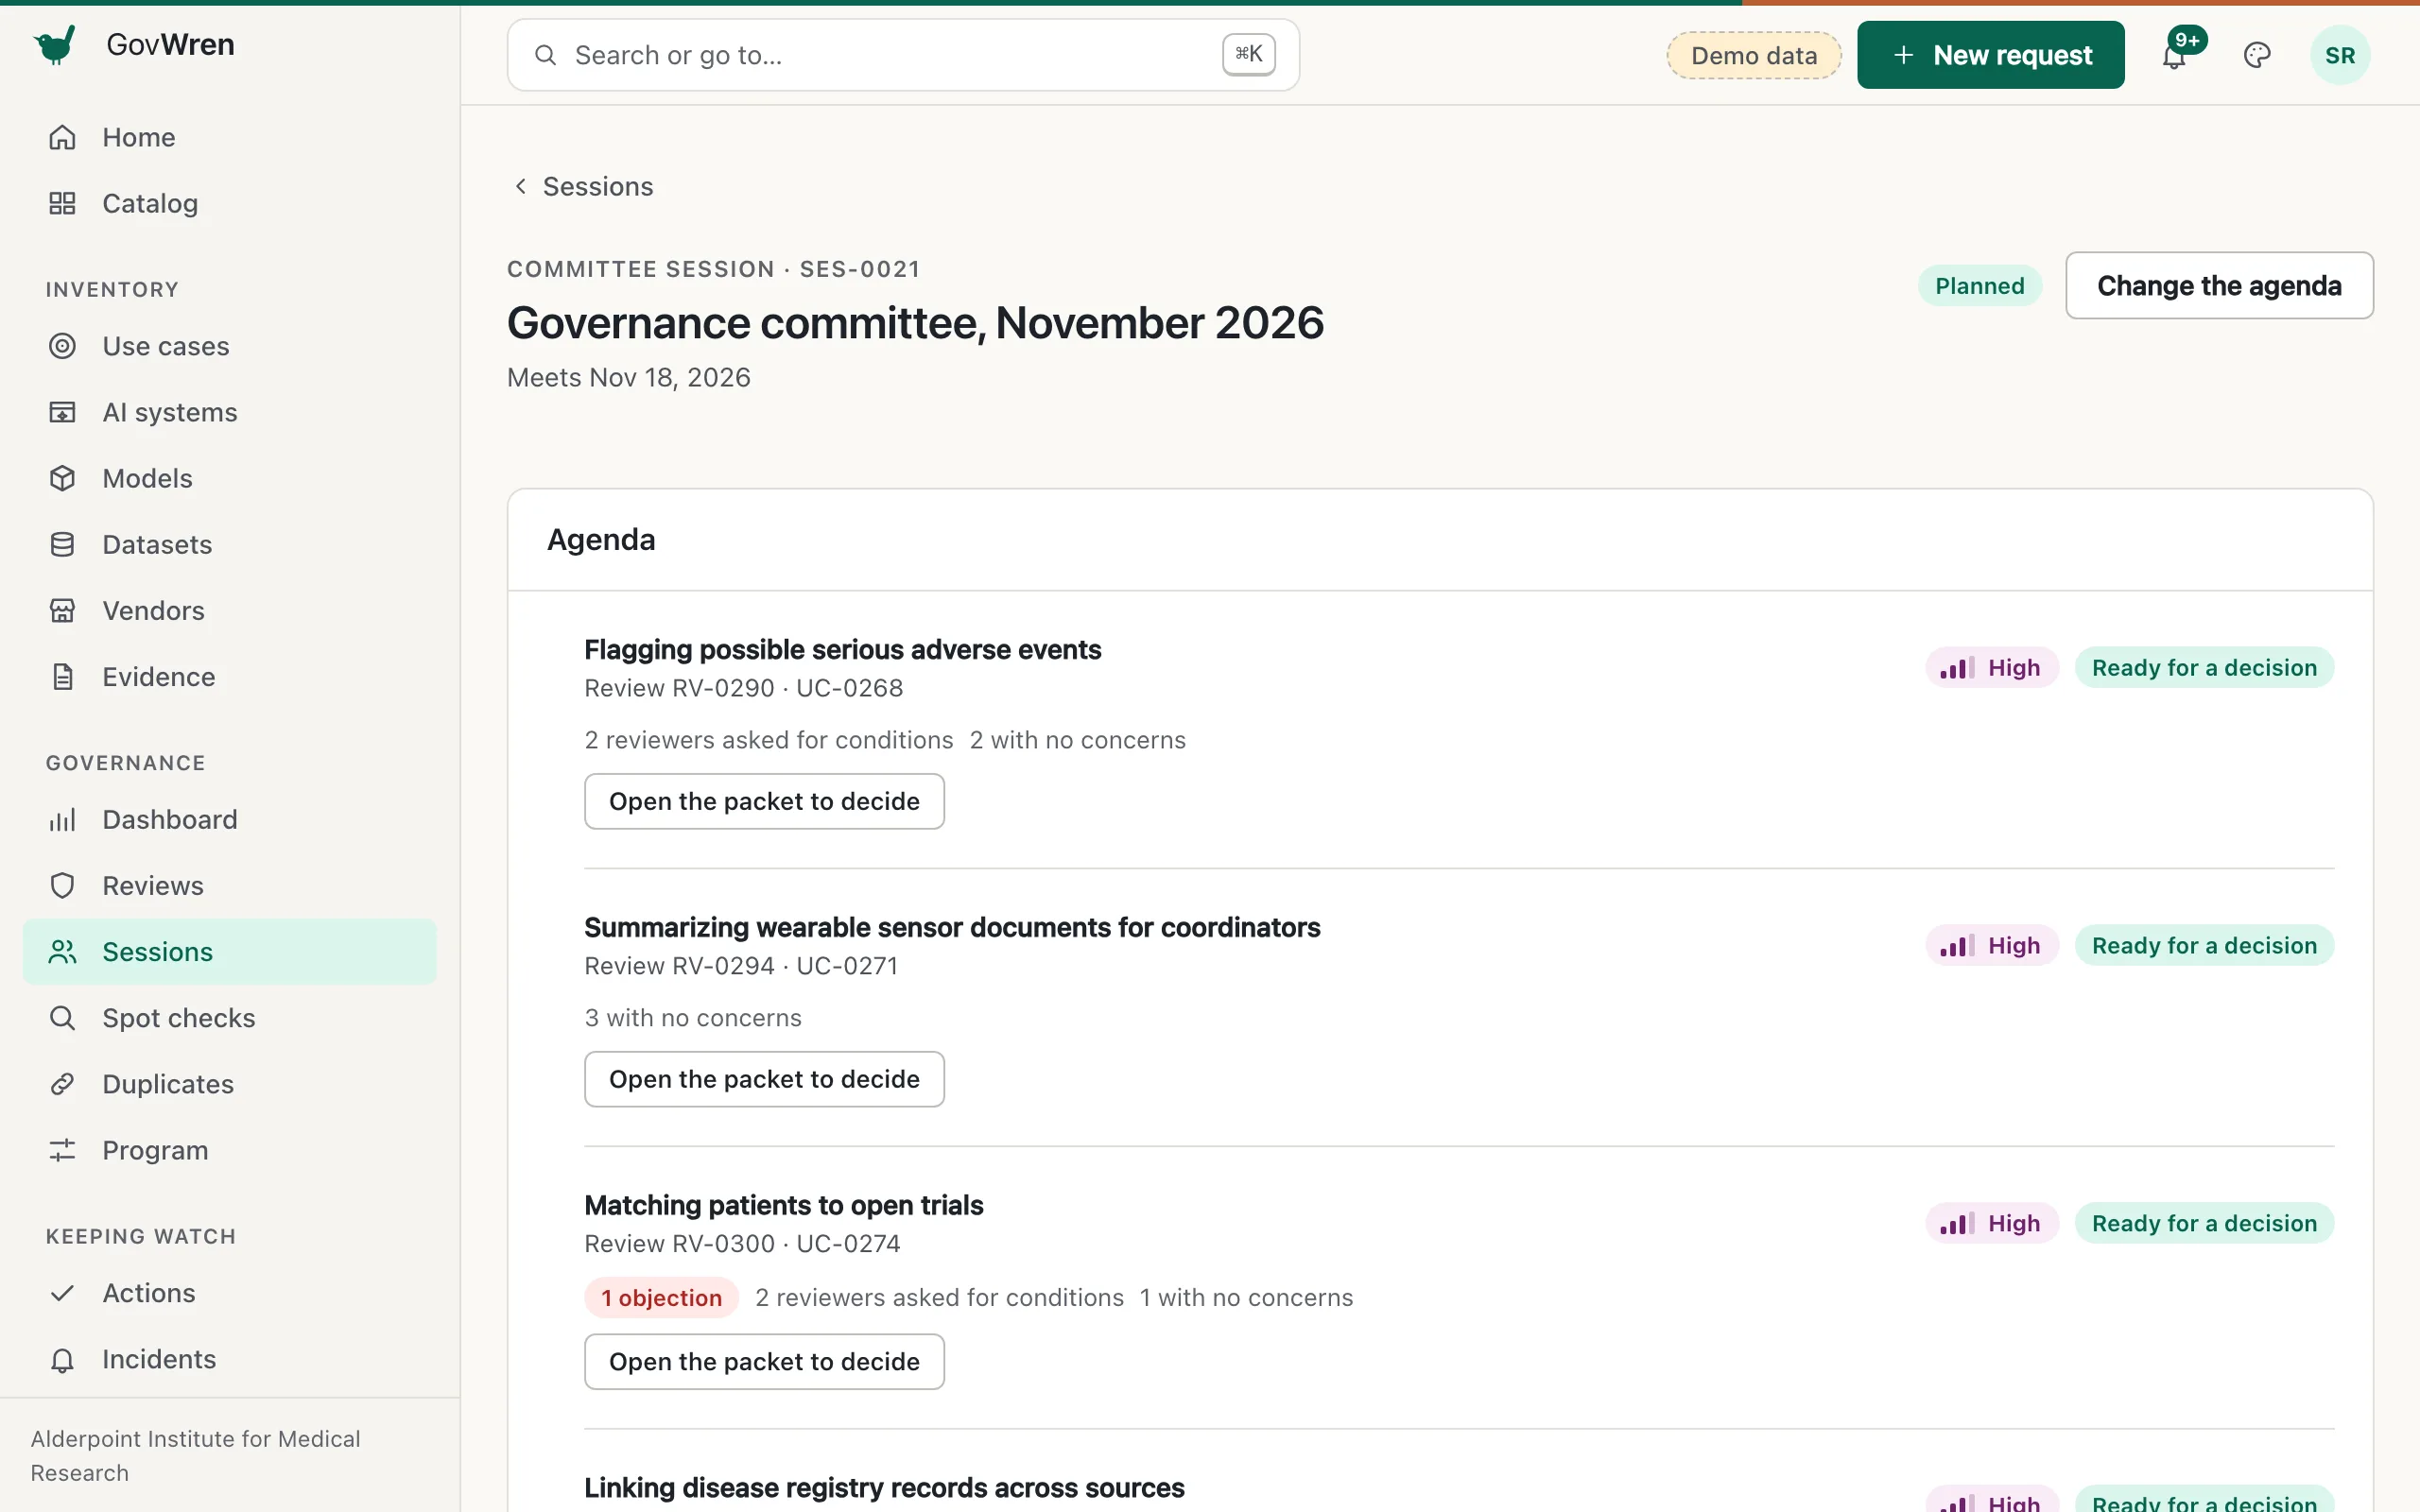 GovWren
Search or go to...
⌘K
Demo data
+ New request
9+
SR
Home
Catalog
INVENTORY
Use cases
AI systems
Models
Datasets
Vendors
Evidence
GOVERNANCE
Dashboard
Reviews
Sessions
Spot checks
Duplicates
Program
KEEPING WATCH
Actions
Incidents
Alderpoint Institute for Medical
Research
Sessions
COMMITTEE SESSION · SES-0021
Governance committee, November 2026
Meets Nov 18, 2026
Planned
Change the agenda
Agenda
Flagging possible serious adverse events
Review RV-0290 · UC-0268
High
Ready for a decision
2 reviewers asked for conditions 2 with no concerns
Open the packet to decide
Summarizing wearable sensor documents for coordinators
Review RV-0294 · UC-0271
High
Ready for a decision
3 with no concerns
Open the packet to decide
Matching patients to open trials
Review RV-0300 · UC-0274
High
Ready for a decision
1 objection 2 reviewers asked for conditions 1 with no concerns
Open the packet to decide
Linking disease registry records across sources
High
Ready for a decision